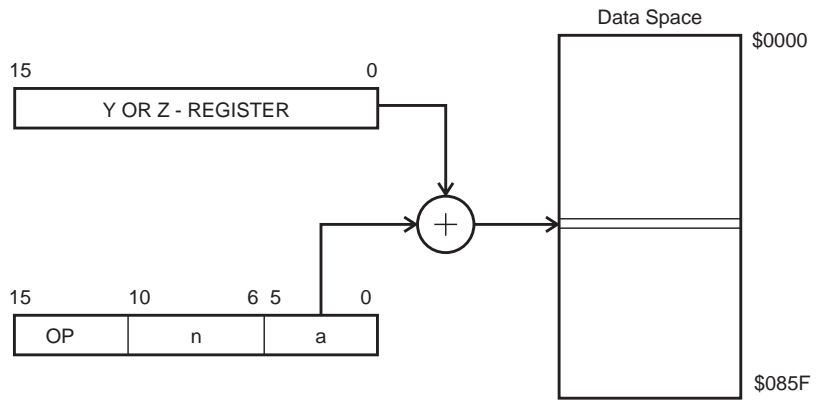 Data Space
$0000
15 0
Y OR Z - REGISTER
+
15 10 6 5 0
OP n a
$085F